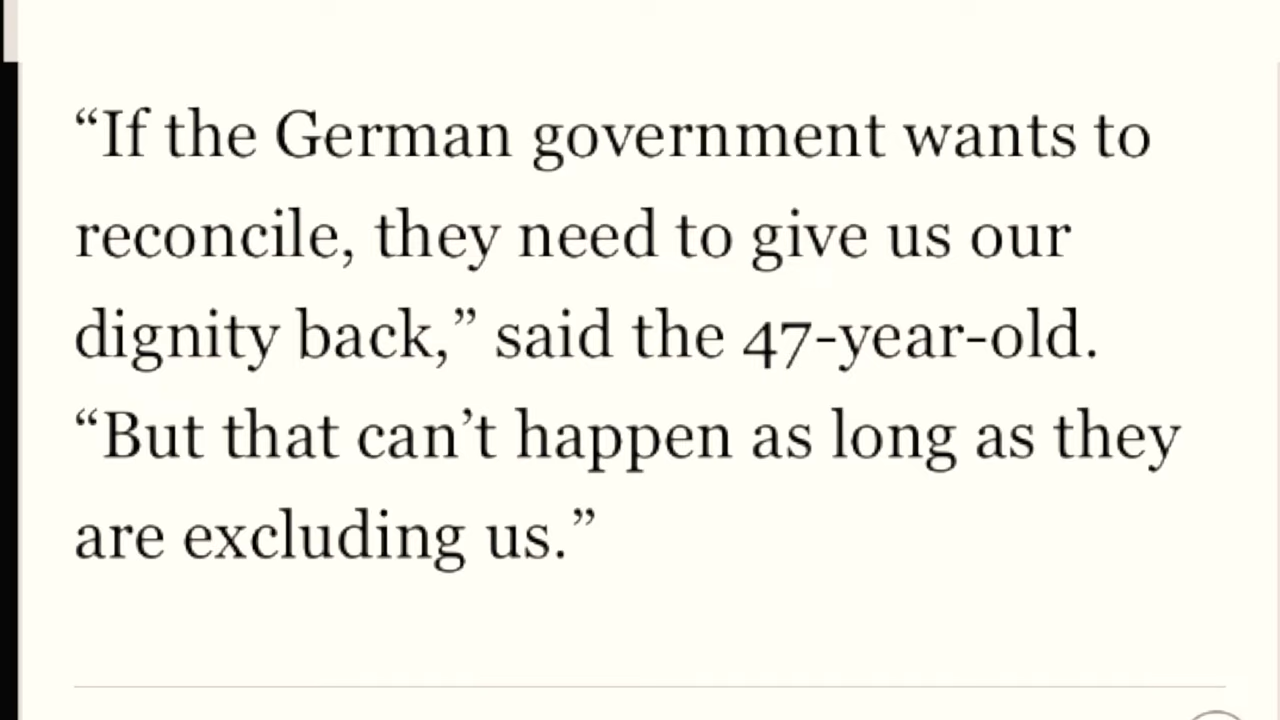 “If the German government wants to
reconcile, they need to give us our
dignity back,” said the 47-year-old.
“But that can’t happen as long as they
are excluding us.”